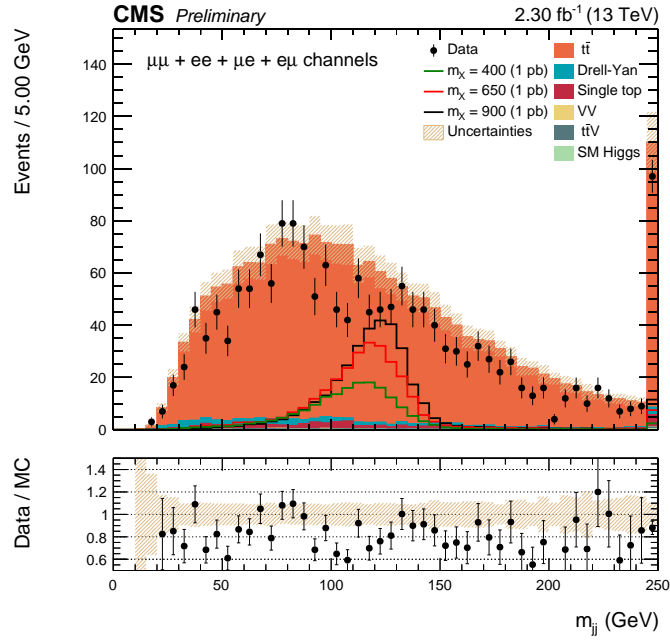 CMS Preliminary 2.30 fb⁻¹ (13 TeV)
Events / 5.00 GeV
μμ + ee + μe + eμ channels
Data
m_X = 400 (1 pb)
m_X = 650 (1 pb)
m_X = 900 (1 pb)
Uncertainties
tt̄
Drell-Yan
Single top
VV
tt̄V
SM Higgs
140
120
100
80
60
40
20
0
Data / MC
1.4
1.2
1.0
0.8
0.6
0 50 100 150 200 250
m_jj (GeV)